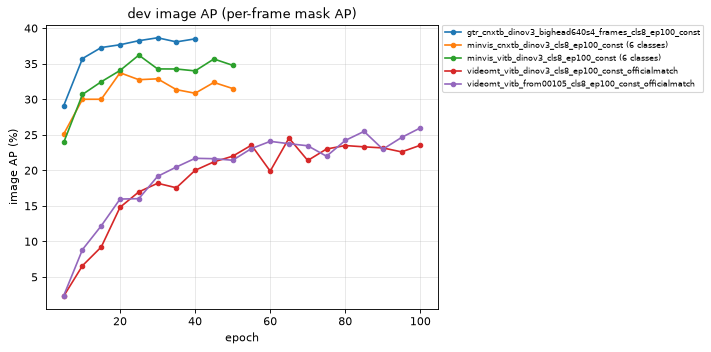 dev image AP (per-frame mask AP)
gtr_cnxtb_dinov3_bighead640s4_frames_cls8_ep100_const
minvis_cnxtb_dinov3_cls8_ep100_const (6 classes)
minvis_vitb_dinov3_cls8_ep100_const (6 classes)
videomt_vitb_dinov3_cls8_ep100_const_officialmatch
videomt_vitb_from00105_cls8_ep100_const_officialmatch
image AP (%)
40
35
30
25
20
15
10
5
20
40
60
80
100
epoch